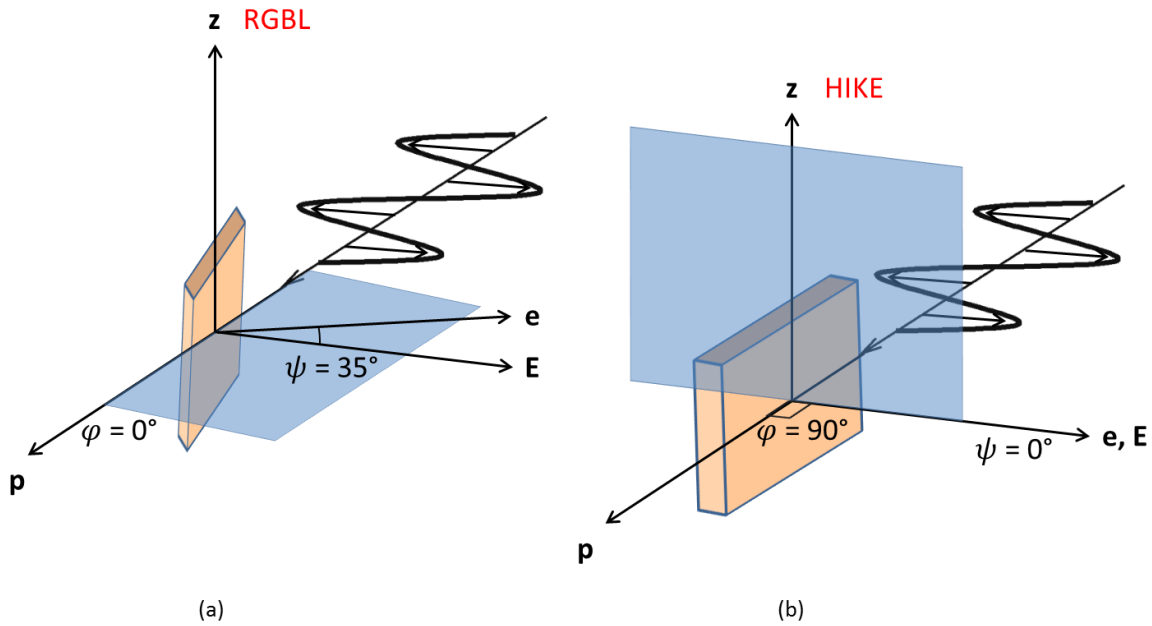 z RGBL
e
ψ = 35°
E
φ = 0°
p
(a)
z HIKE
φ = 90°
ψ = 0°
e, E
p
(b)